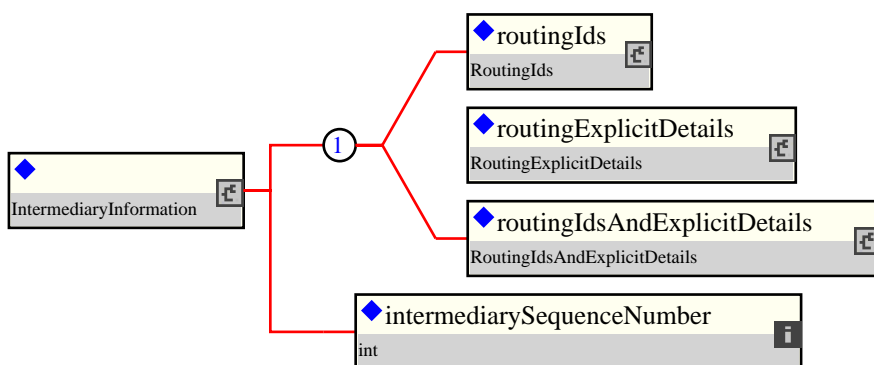 routingIds
RoutingIds
routingExplicitDetails
RoutingExplicitDetails
1
IntermediaryInformation
routingIdsAndExplicitDetails
RoutingIdsAndExplicitDetails
intermediarySequenceNumber
i
int